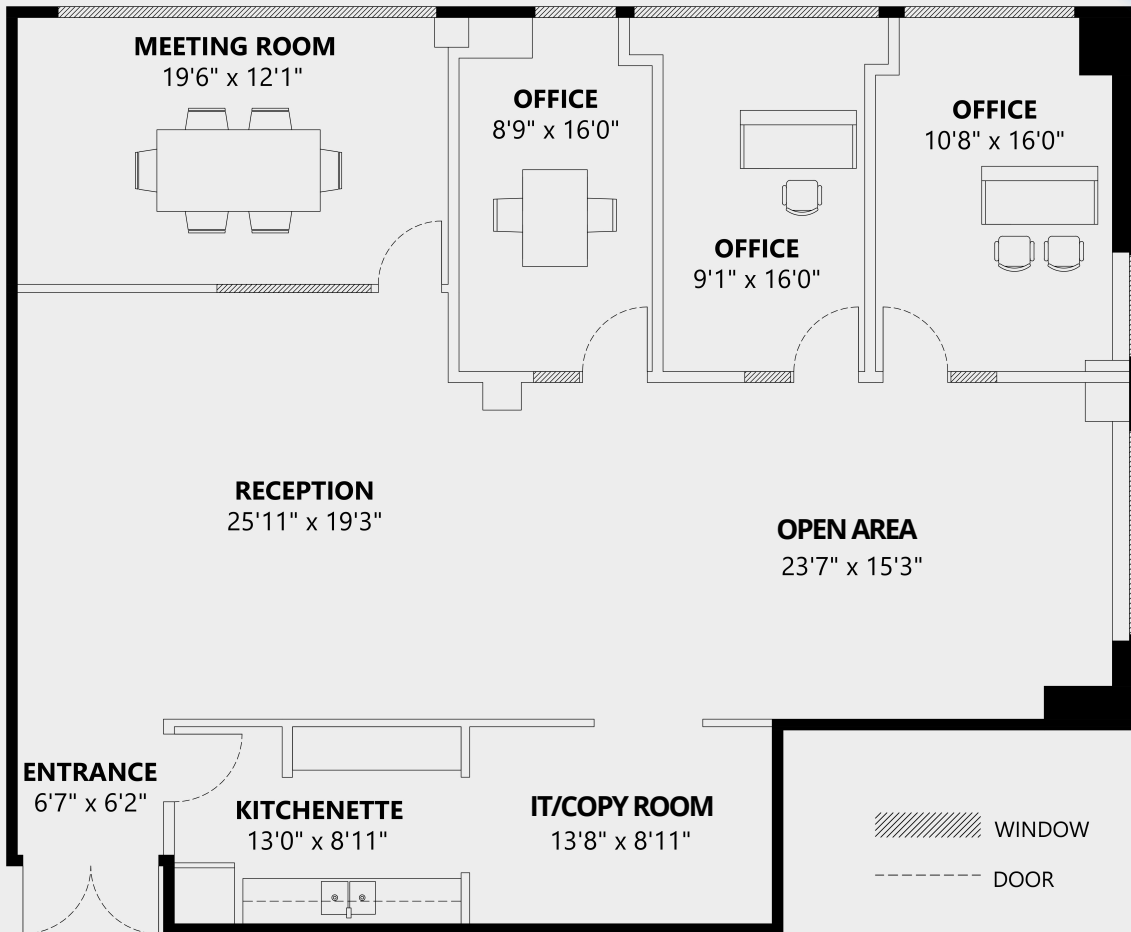 MEETING ROOM
19'6" x 12'1"
OFFICE
8'9" x 16'0"
OFFICE
10'8" x 16'0"
OFFICE
9'1" x 16'0"
RECEPTION
25'11" x 19'3"
OPEN AREA
23'7" x 15'3"
ENTRANCE
6'7" x 6'2"
KITCHENETTE
13'0" x 8'11"
IT/COPY ROOM
13'8" x 8'11"
WINDOW
DOOR